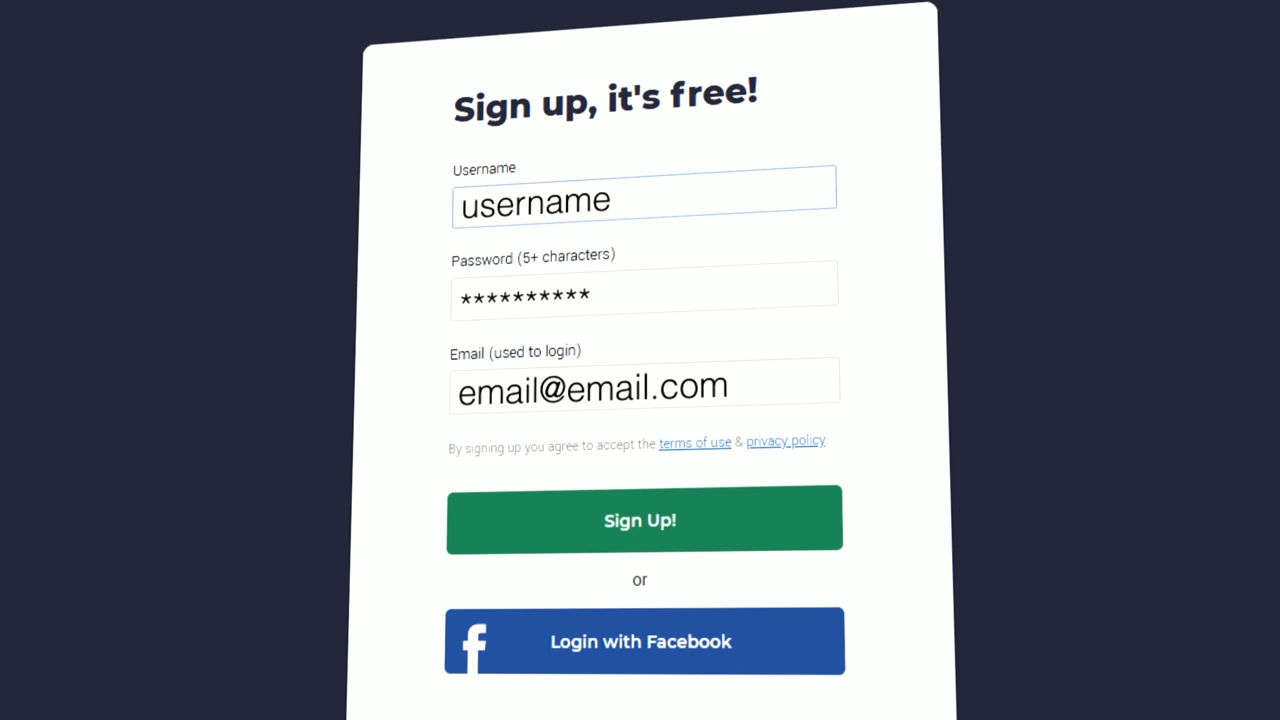 Sign up, it's free!
Username
username
Password (5+ characters)
**********
Email (used to login)
email@email.com
By signing up you agree to accept the terms of use & privacy policy.
Sign Up!
or
f
Login with Facebook